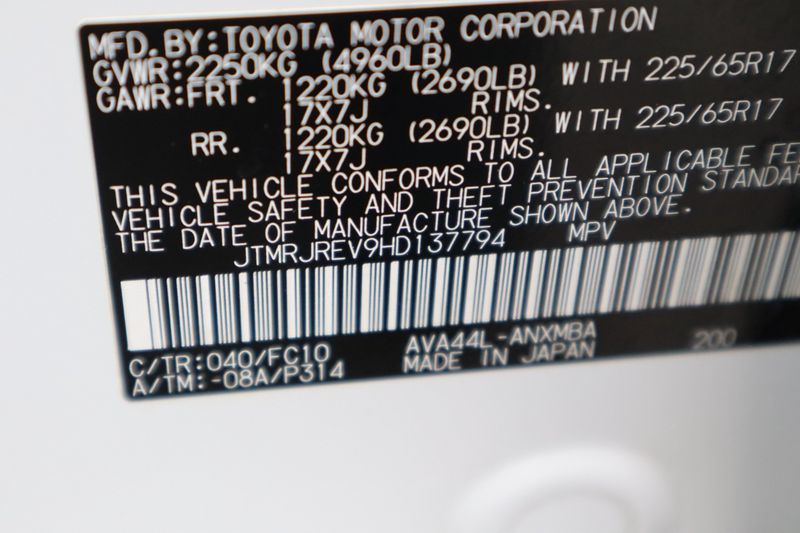 MFD. BY: TOYOTA MOTOR CORPORATION
GVWR: 2250KG (4960LB)
GAWR: FRT. 1220KG (2690LB) WITH 225/65R17
17X7J RIMS.
RR. 1220KG (2690LB) WITH 225/65R17
17X7J RIMS.
THIS VEHICLE CONFORMS TO ALL APPLICABLE
VEHICLE SAFETY AND THEFT PREVENTION
THE DATE OF MANUFACTURE SHOWN ABOVE.
JTMRJREV9HD137794 MPV
C/TR: 040/FC10 AVA44L-ANXMBA 200
A/TM: -08A/P314 MADE IN JAPAN